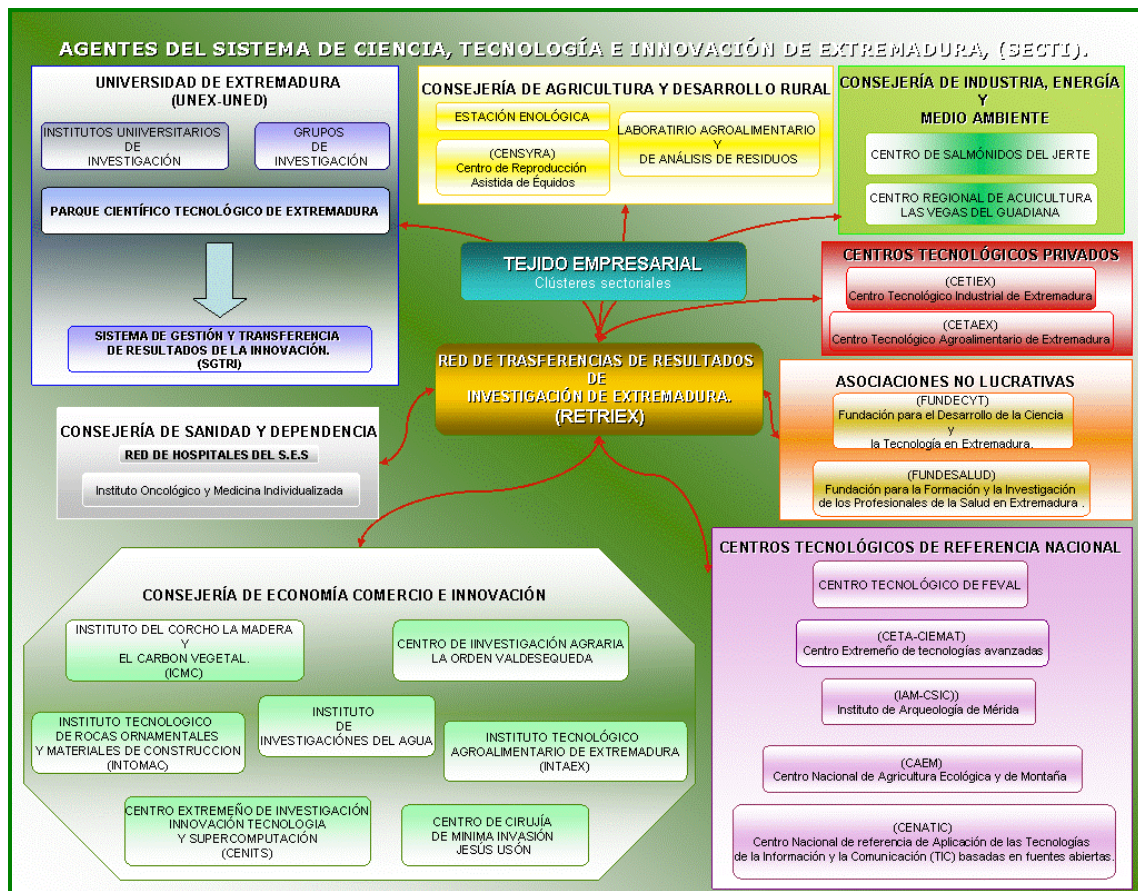 AGENTES DEL SISTEMA DE CIENCIA, TECNOLOGÍA E INNOVACIÓN DE EXTREMADURA, (SECTI).
UNIVERSIDAD DE EXTREMADURA
(UNEX-UNED)
INSTITUTOS UNIIVERSITARIOS
DE
INVESTIGACIÓN
GRUPOS
DE
INVESTIGACIÓN
PARQUE CIENTÍFICO TECNOLÓGICO DE EXTREMADURA
SISTEMA DE GESTIÓN Y TRANSFERENCIA
DE RESULTADOS DE LA INNOVACIÓN.
(SGTRI)
CONSEJERÍA DE AGRICULTURA Y DESARROLLO RURAL
ESTACIÓN ENOLÓGICA
(CENSYRA)
Centro de Reproducción
Asistida de Équidos
LABORATIRIO AGROALIMENTARIO
Y
DE ANÁLISIS DE RESIDUOS
CONSEJERÍA DE INDUSTRIA, ENERGÍA
Y
MEDIO AMBIENTE
CENTRO DE SALMÓNIDOS DEL JERTE
CENTRO REGIONAL DE ACUICULTURA
LAS VEGAS DEL GUADIANA
TEJIDO EMPRESARIAL
Clústeres sectoriales
CENTROS TECNOLÓGICOS PRIVADOS
(CETIEX)
Centro Tecnológico Industrial de Extremadura
(CETAEX)
Centro Tecnológico Agroalimentario de Extremadura
RED DE TRASFERENCIAS DE RESULTADOS
DE
INVESTIGACIÓN DE EXTREMADURA.
(RETRIEX)
ASOCIACIONES NO LUCRATIVAS
(FUNDECYT)
Fundación para el Desarrollo de la Ciencia
y
la Tecnología en Extremadura.
(FUNDESALUD)
Fundación para la Formación y la Investigación
de los Profesionales de la Salud en Extremadura .
CONSEJERÍA DE SANIDAD Y DEPENDENCIA
RED DE HOSPITALES DEL S.E.S
Instituto Oncológico y Medicina Individualizada
CONSEJERÍA DE ECONOMÍA COMERCIO E INNOVACIÓN
INSTITUTO DEL CORCHO LA MADERA
Y
EL CARBON VEGETAL.
(ICMC)
CENTRO DE INVESTIGACIÓN AGRARIA
LA ORDEN VALDESEQUEDA
INSTITUTO TECNOLOGICO
DE ROCAS ORNAMENTALES
Y MATERIALES DE CONSTRUCCION
(INTOMAC)
INSTITUTO
DE
INVESTIGACIÓNES DEL AGUA
INSTITUTO TECNOLÓGICO
AGROALIMENTARIO DE EXTREMADURA
(INTAEX)
CENTRO EXTREMEÑO DE INVESTIGACIÓN
INNOVACIÓN TECNOLOGIA
Y SUPERCOMPUTACIÓN
(CENITS)
CENTRO DE CIRUJÍA
DE MINIMA INVASIÓN
JESÚS USÓN
CENTROS TECNOLÓGICOS DE REFERENCIA NACIONAL
CENTRO TECNOLÓGICO DE FEVAL
(CETA-CIEMAT)
Centro Extremeño de tecnologías avanzadas
(IAM-CSIC))
Instituto de Arqueología de Mérida
(CAEM)
Centro Nacional de Agricultura Ecológica y de Montaña
(CENATIC)
Centro Nacional de referencia de Aplicación de las Tecnologías
de la Información y la Comunicación (TIC) basadas en fuentes abiertas.